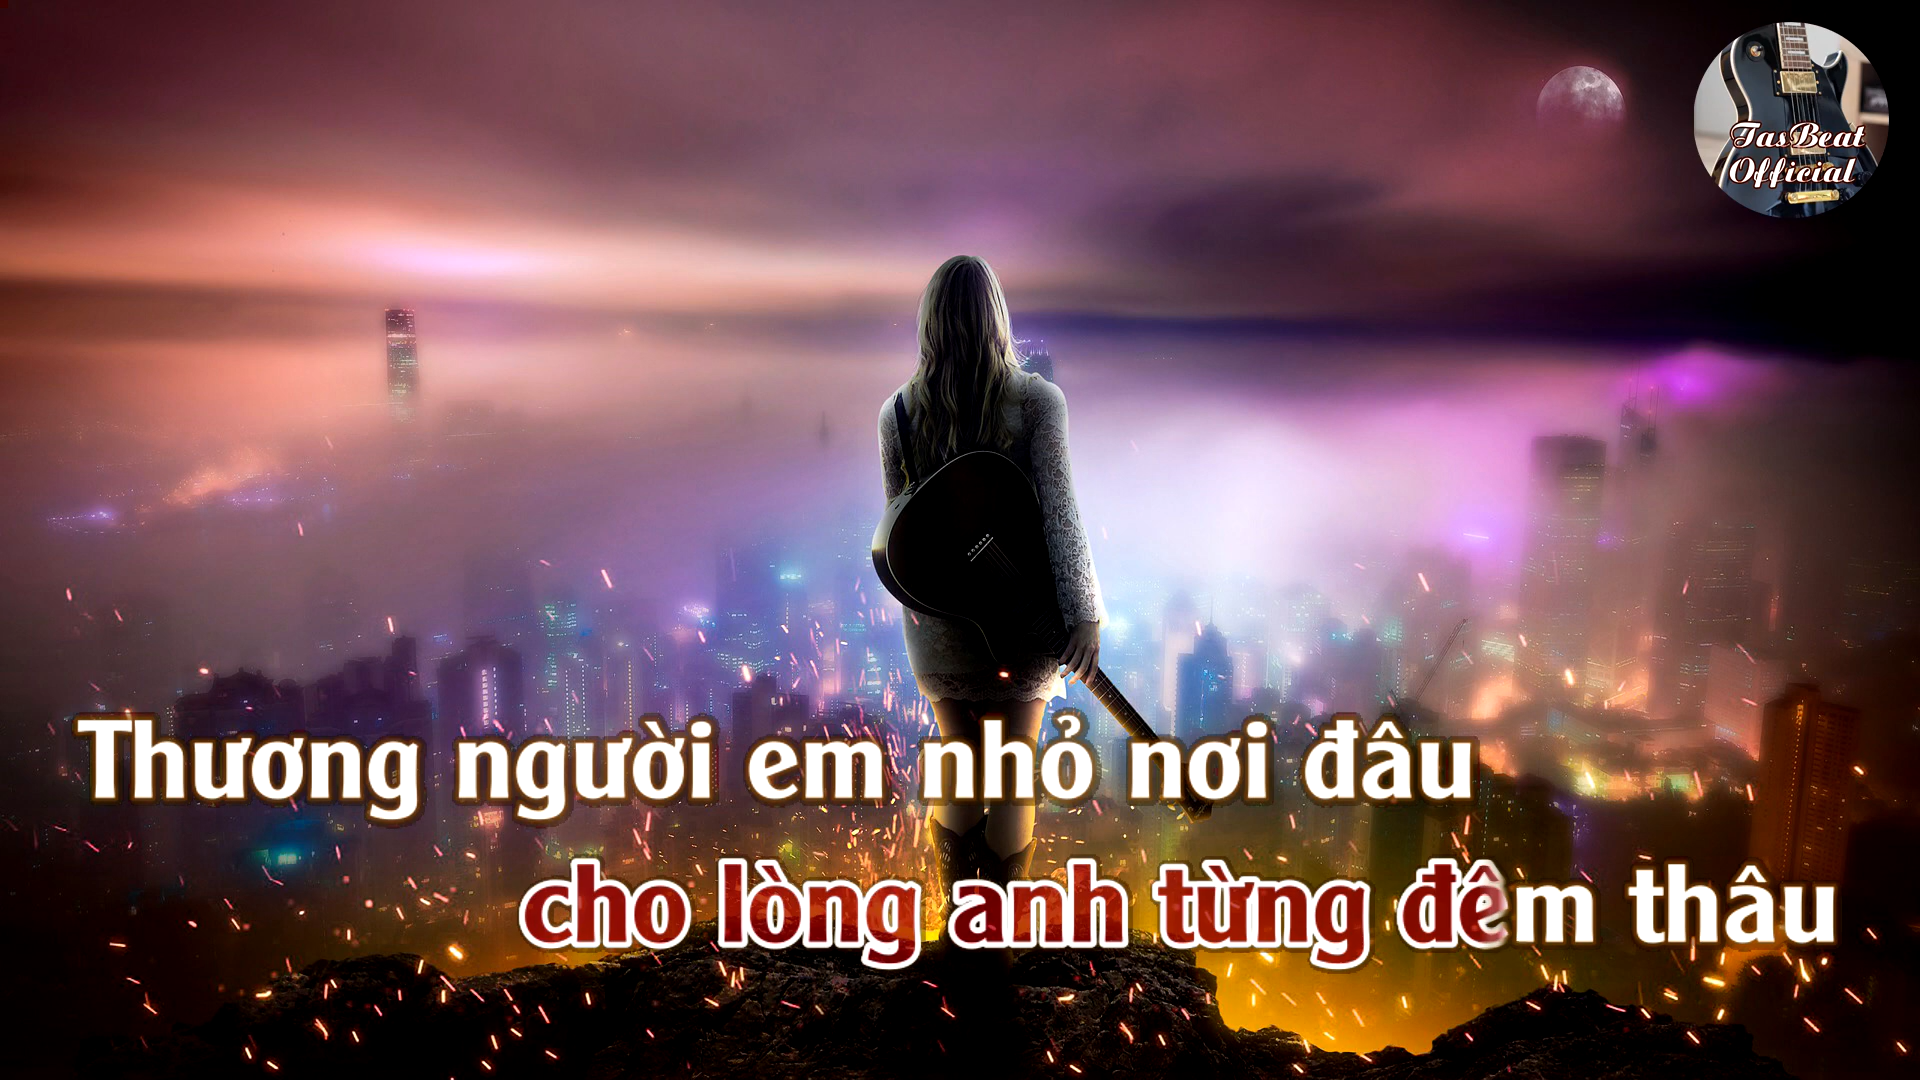 TasBeat
Official
Thương người em nhỏ nơi đâu
cho lòng anh từng đêm thâu